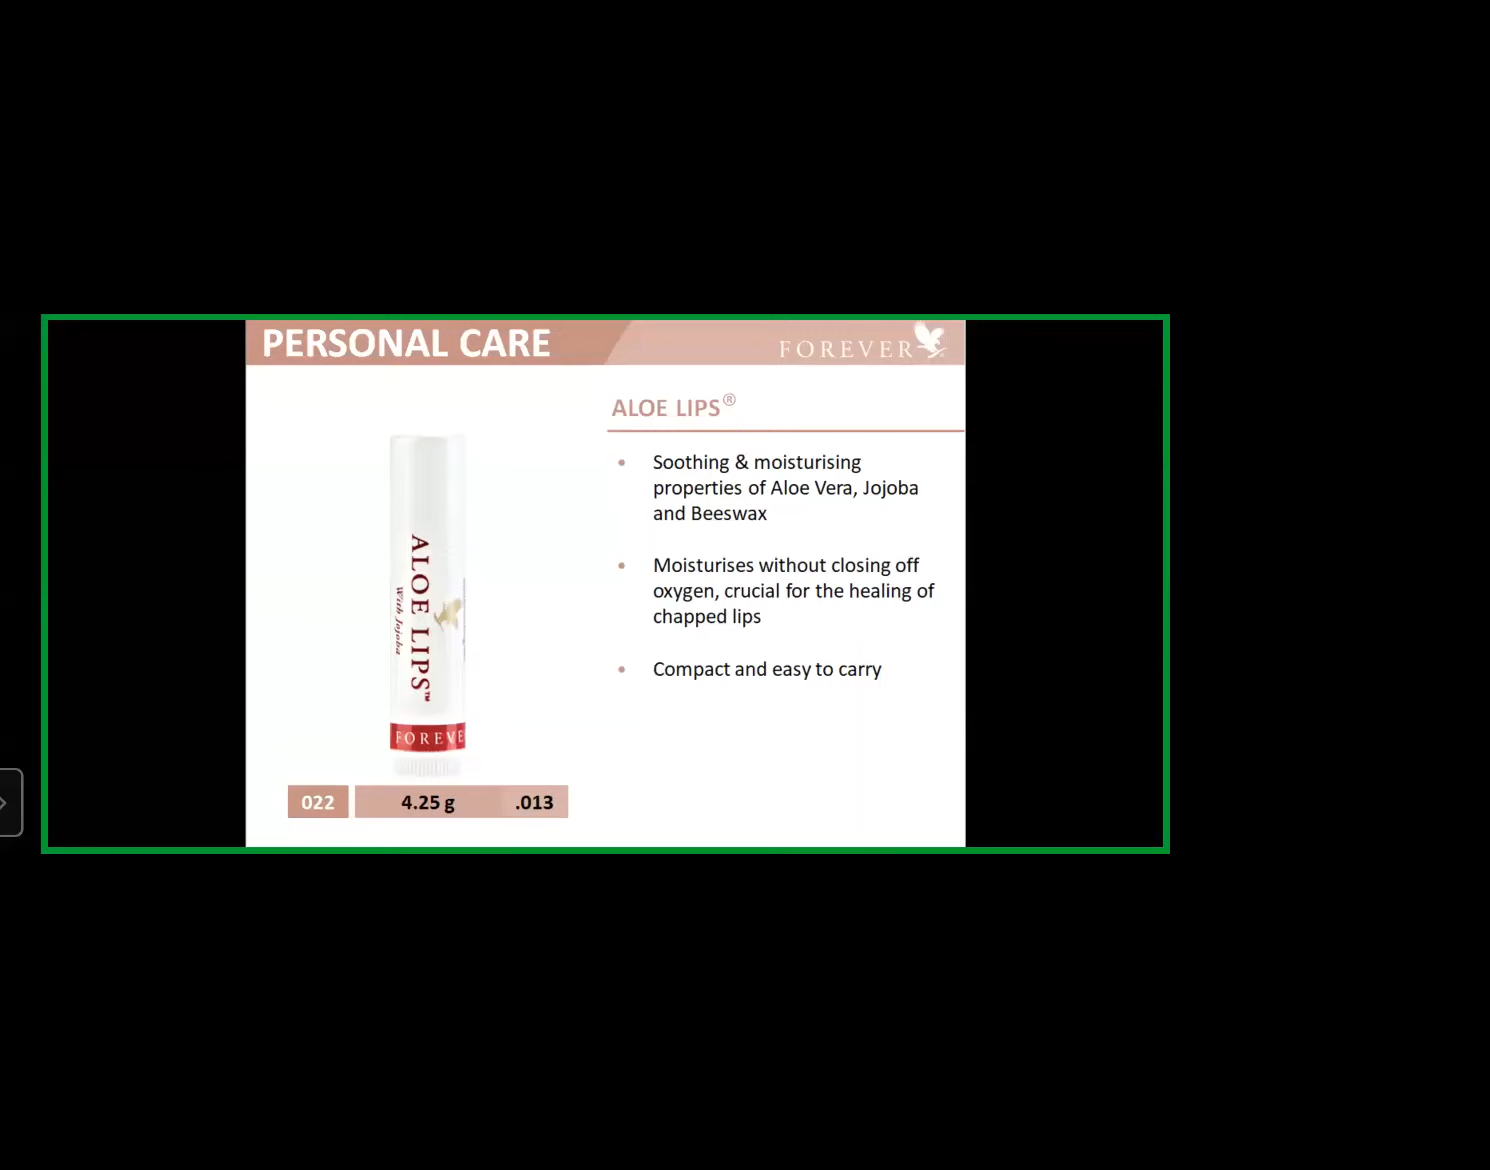 PERSONAL CARE
FOREVER
ALOE LIPS®
• Soothing & moisturising
properties of Aloe Vera, Jojoba
and Beeswax
• Moisturises without closing off
oxygen, crucial for the healing of
chapped lips
• Compact and easy to carry
ALOE LIPS™
With Jojoba
FOREVE
022 4.25 g .013